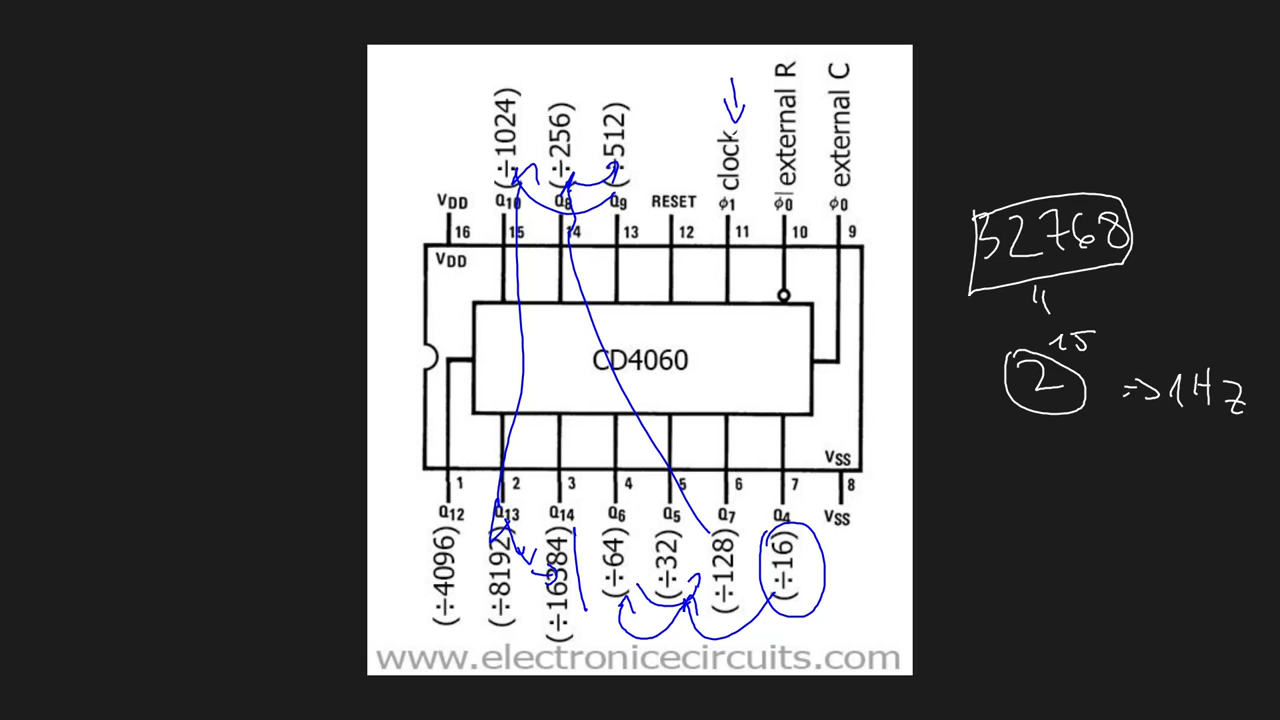 (÷1024)
(÷256)
(÷512)
ϕ1 clock
ϕ0 external R
ϕ0 external C
VDD Q10 Q8 Q9 RESET
16 15 14 13 12 11 10 9
VDD
CD4060
VSS
1 2 3 4 5 6 7 8
Q12 Q13 Q14 Q6 Q5 Q7 Q4 VSS
(÷4096)
(÷8192)
(÷16384)
(÷64)
(÷32)
(÷128)
(÷16)
www.electronicecircuits.com
32768
=
2^15 => 1Hz